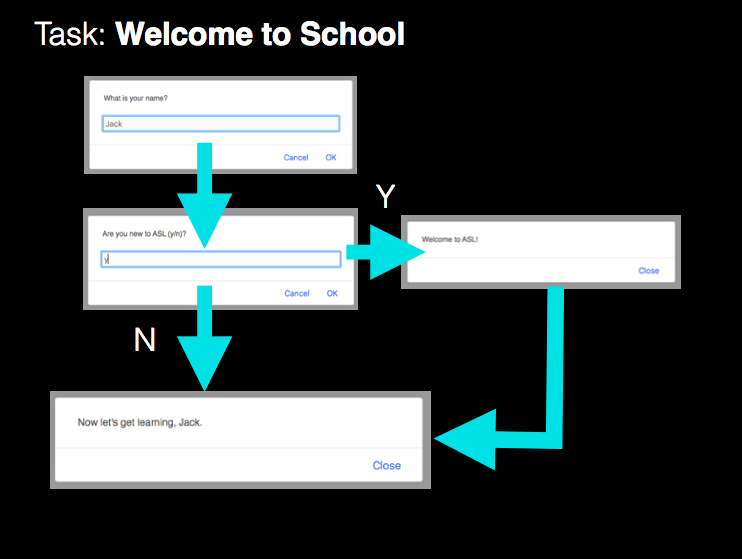 Task: Welcome to School
What is your name?
Jack
Cancel OK
Y
Are you new to ASL (y/n)?
y
Cancel OK
Welcome to ASL!
Close
N
Now let's get learning, Jack.
Close